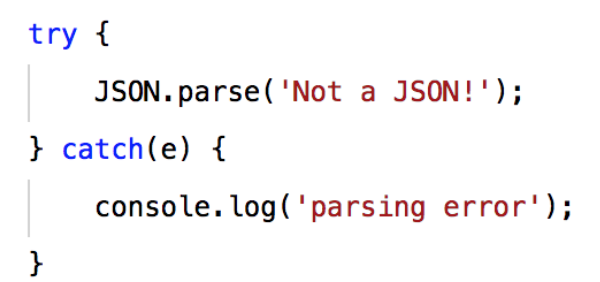 try {
    JSON.parse('Not a JSON!');
} catch(e) {
    console.log('parsing error');
}